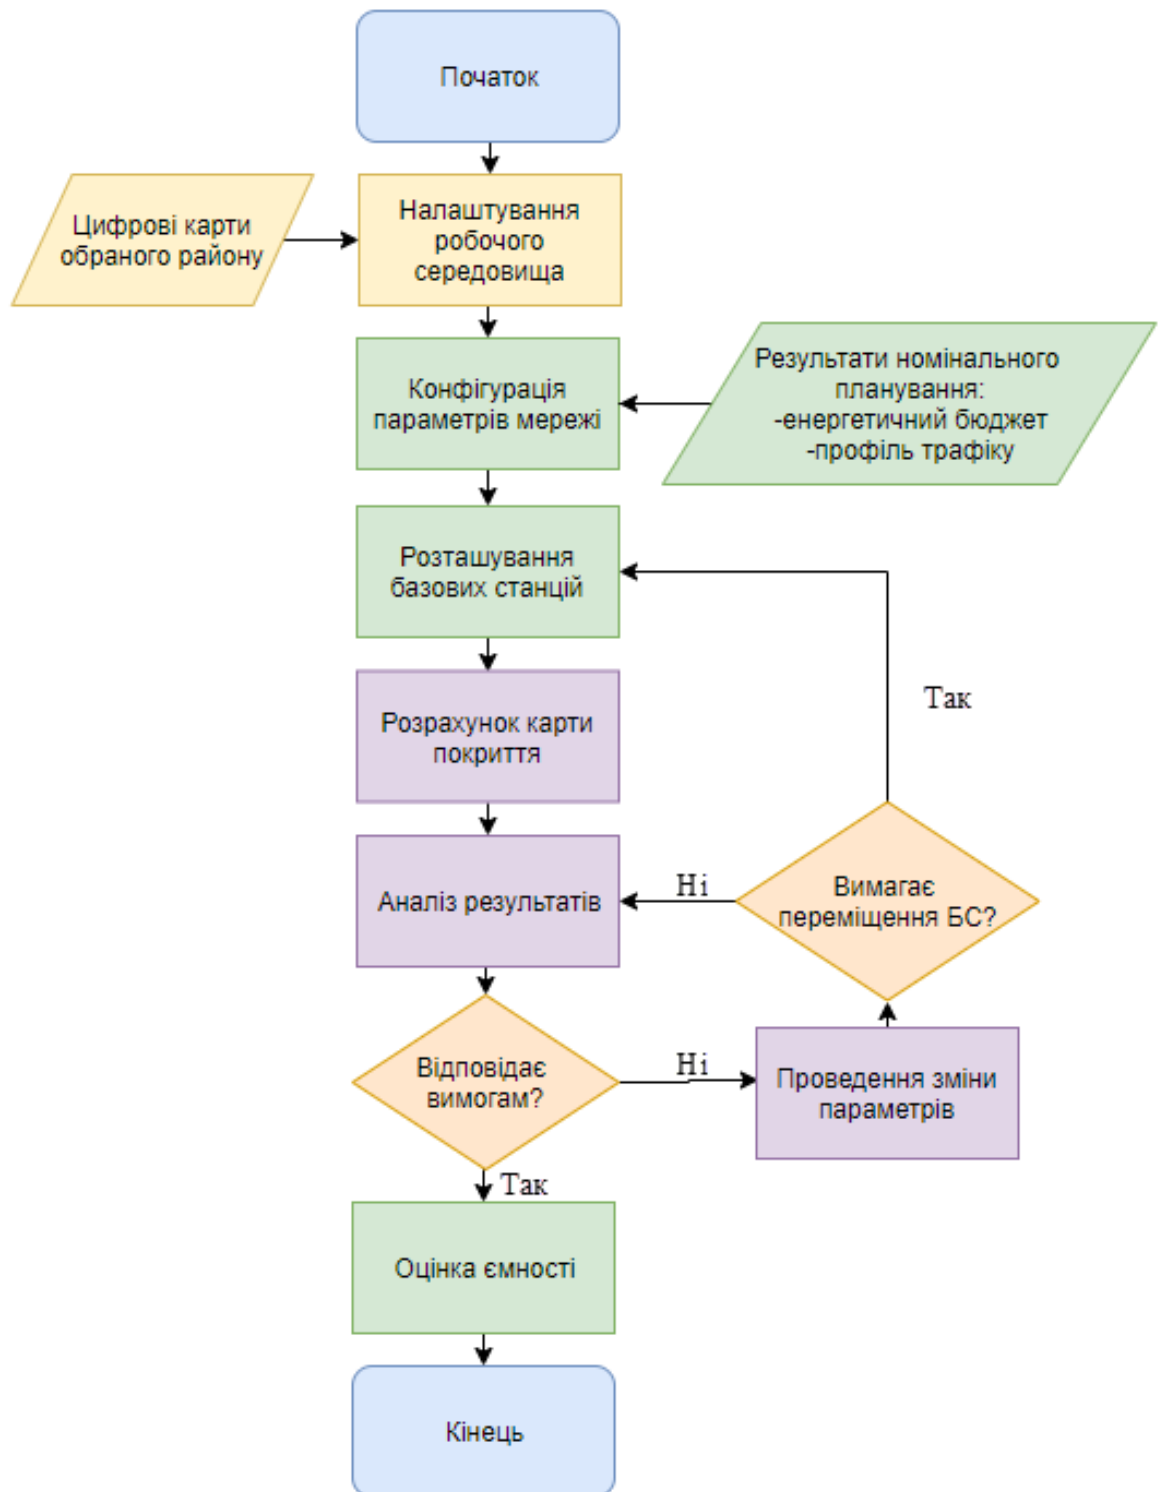 Початок
Цифрові карти
обраного району
Налаштування
робочого
середовища
Конфігурація
параметрів мережі
Результати номінального
планування:
-енергетичний бюджет
-профіль трафіку
Розташування
базових станцій
Так
Розрахунок карти
покриття
Аналіз результатів
Ні
Вимагає
переміщення БС?
Відповідає
вимогам?
Ні
Проведення зміни
параметрів
Так
Оцінка ємності
Кінець